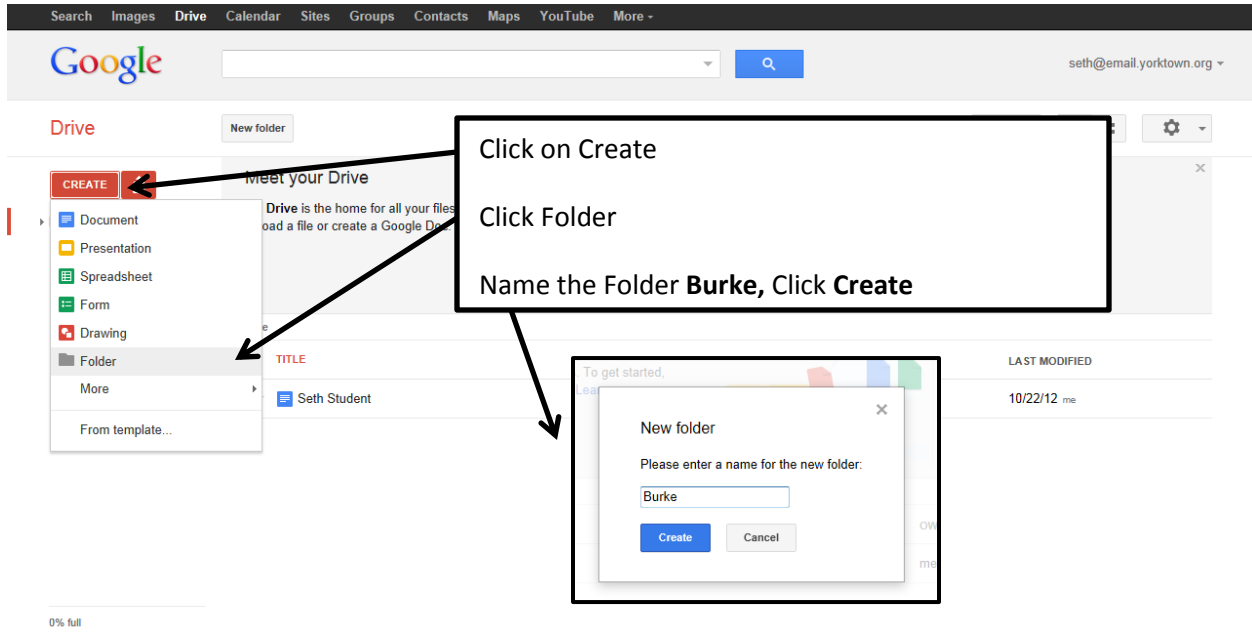 Search Images Drive Calendar Sites Groups Contacts Maps YouTube More
Google
seth@email.yorktown.org
Drive
New folder
Click on Create
Click Folder
Name the Folder Burke, Click Create
CREATE
Meet your Drive
Drive is the home for all your files
a file or create a Google
Document
Presentation
Spreadsheet
Form
Drawing
Folder
More
From template...
TITLE
LAST MODIFIED
Seth Student
10/22/12 me
To get started,
New folder
Please enter a name for the new folder:
Burke
Create Cancel
me
0% full